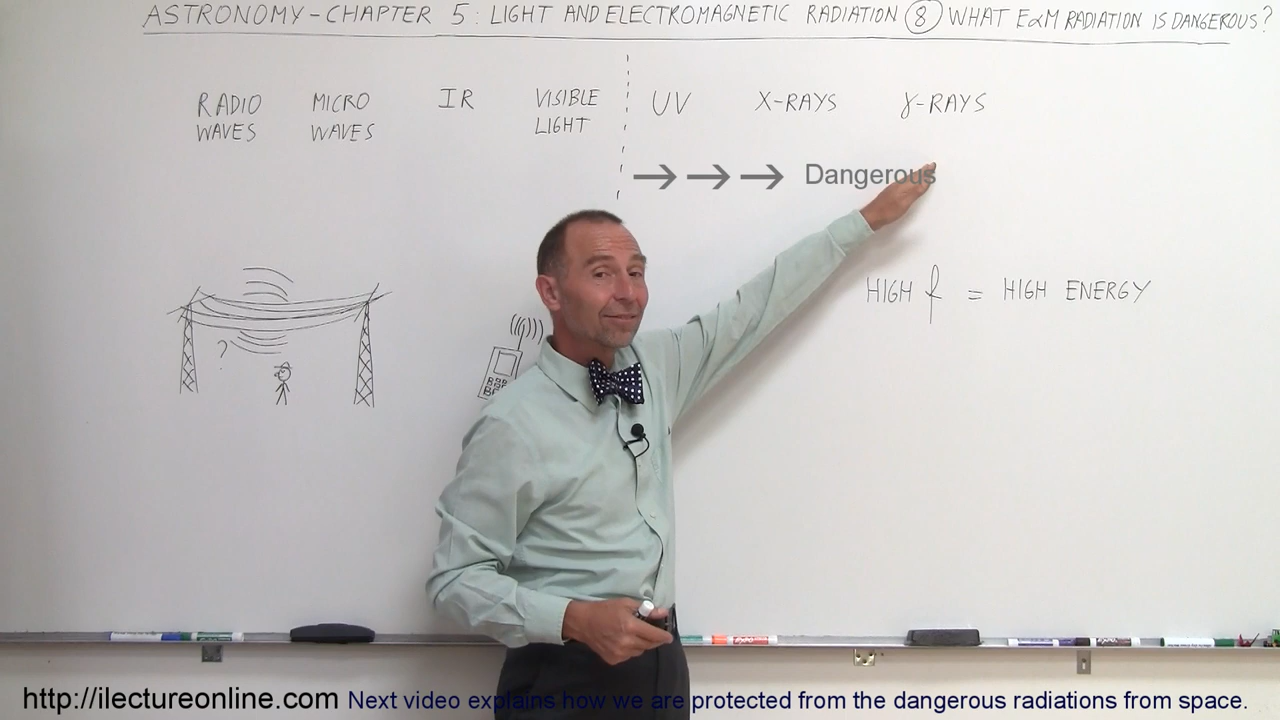 ASTRONOMY - CHAPTER 5: LIGHT AND ELECTROMAGNETIC RADIATION ⑧ WHAT E&M RADIATION IS DANGEROUS?
RADIO WAVES
MICRO WAVES
IR
VISIBLE LIGHT
UV
X-RAYS
γ-RAYS
→ → → Dangerous
HIGH f = HIGH ENERGY
?
http://ilectureonline.com Next video explains how we are protected from the dangerous radiations from space.